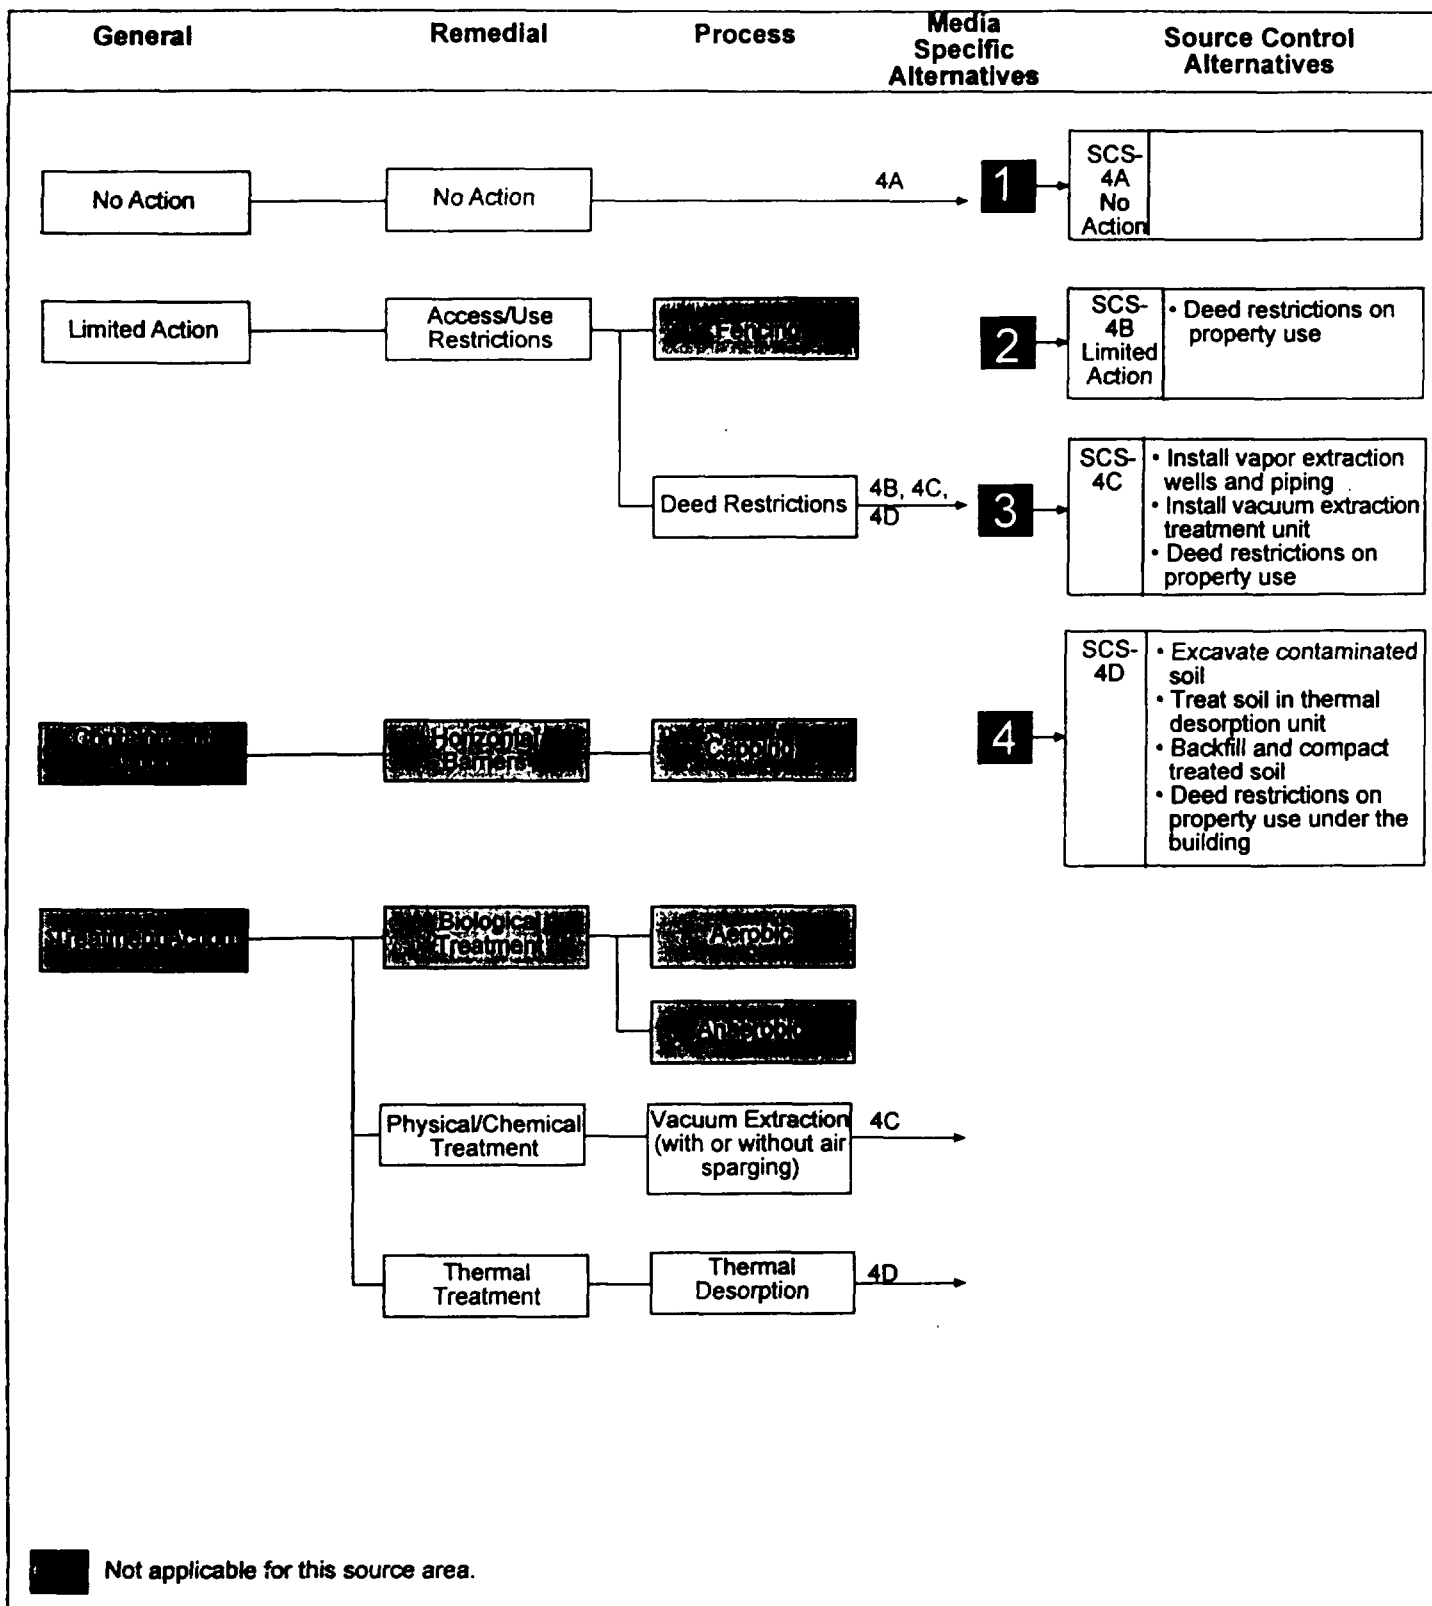 General
Remedial
Process
Media
Specific
Alternatives
Source Control
Alternatives
No Action
No Action
4A
1
SCS-
4A
No
Action
Limited Action
Access/Use
Restrictions
Fencing
2
SCS-
4B
Limited
Action
• Deed restrictions on
property use
Deed Restrictions
4B, 4C,
4D
3
SCS-
4C
• Install vapor extraction
wells and piping
• Install vacuum extraction
treatment unit
• Deed restrictions on
property use
Horizontal
Barriers
Capping
4
SCS-
4D
• Excavate contaminated
soil
• Treat soil in thermal
desorption unit
• Backfill and compact
treated soil
• Deed restrictions on
property use under the
building
Treatment Action
Biological
Treatment
Aerobic
Anaerobic
Physical/Chemical
Treatment
Vacuum Extraction
(with or without air
sparging)
4C
Thermal
Treatment
Thermal
Desorption
4D
Not applicable for this source area.